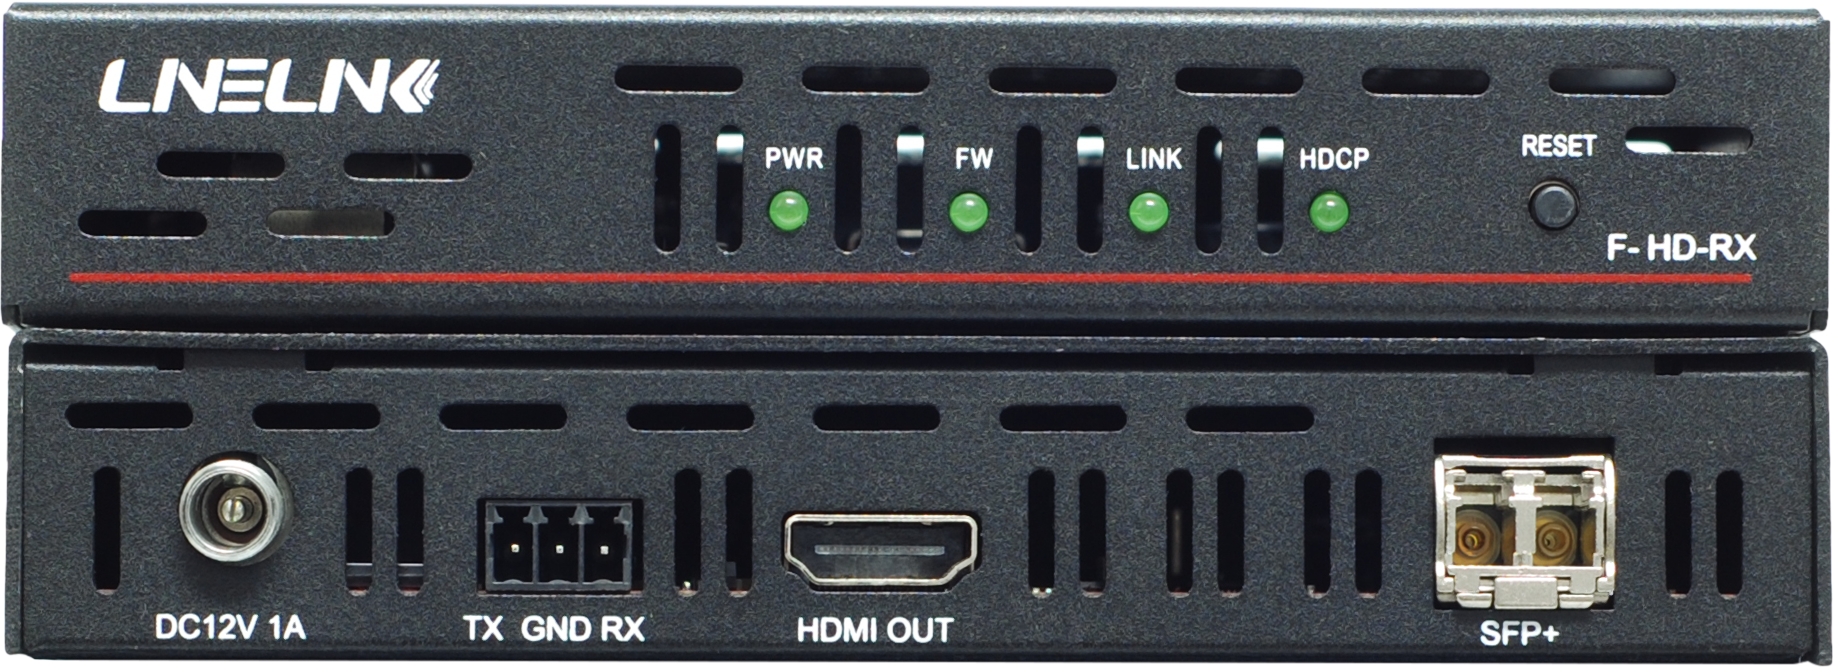 LINELINK
PWR FW LINK HDCP RESET
F- HD-RX
DC12V 1A TX GND RX HDMI OUT SFP+